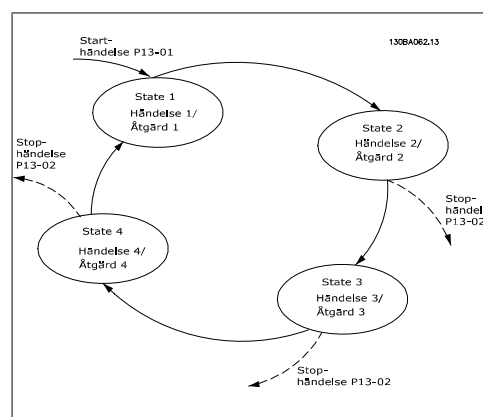 Start-
händelse P13-01
130BA062.13
State 1
Händelse 1/
Åtgärd 1
State 2
Händelse 2/
Åtgärd 2
Stop-
händelse
P13-02
Stop-
händelse
P13-02
State 4
Händelse 4/
Åtgärd 4
State 3
Händelse 3/
Åtgärd 3
Stop-
händelse P13-02